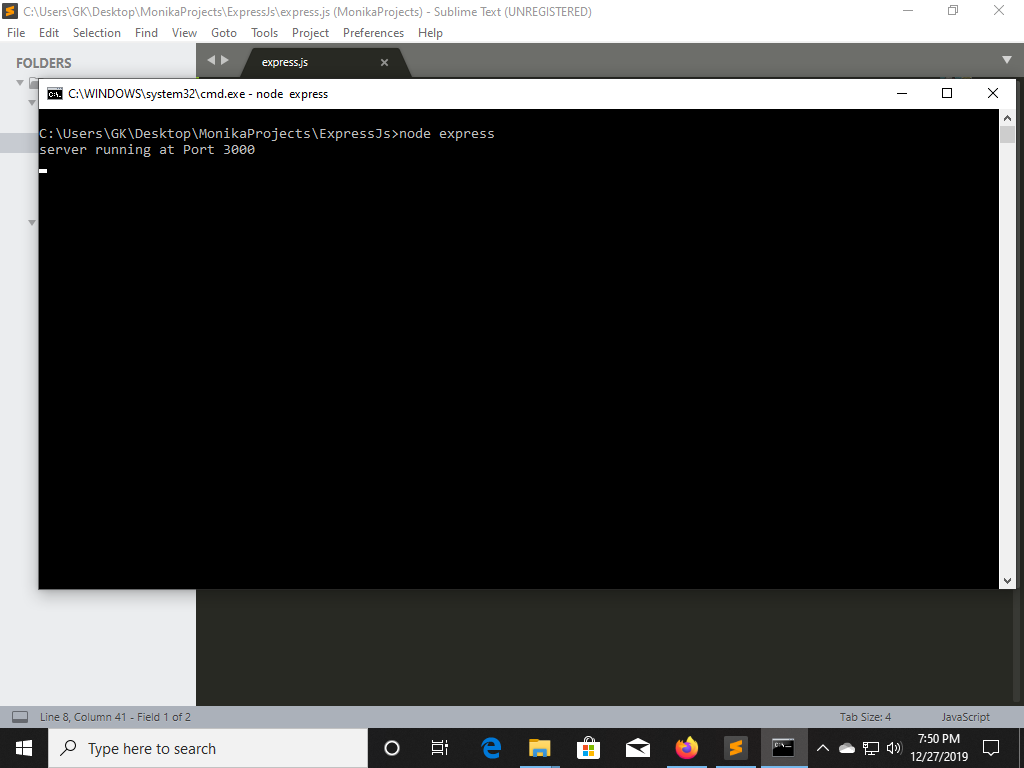 C:\Users\GK\Desktop\MonikaProjects\ExpressJs\express.js (MonikaProjects) - Sublime Text (UNREGISTERED)
File Edit Selection Find View Goto Tools Project Preferences Help
FOLDERS
express.js
C:\WINDOWS\system32\cmd.exe - node  express
C:\Users\GK\Desktop\MonikaProjects\ExpressJs>node express
server running at Port 3000
Line 8, Column 41 - Field 1 of 2
Tab Size: 4
JavaScript
Type here to search
7:50 PM
12/27/2019